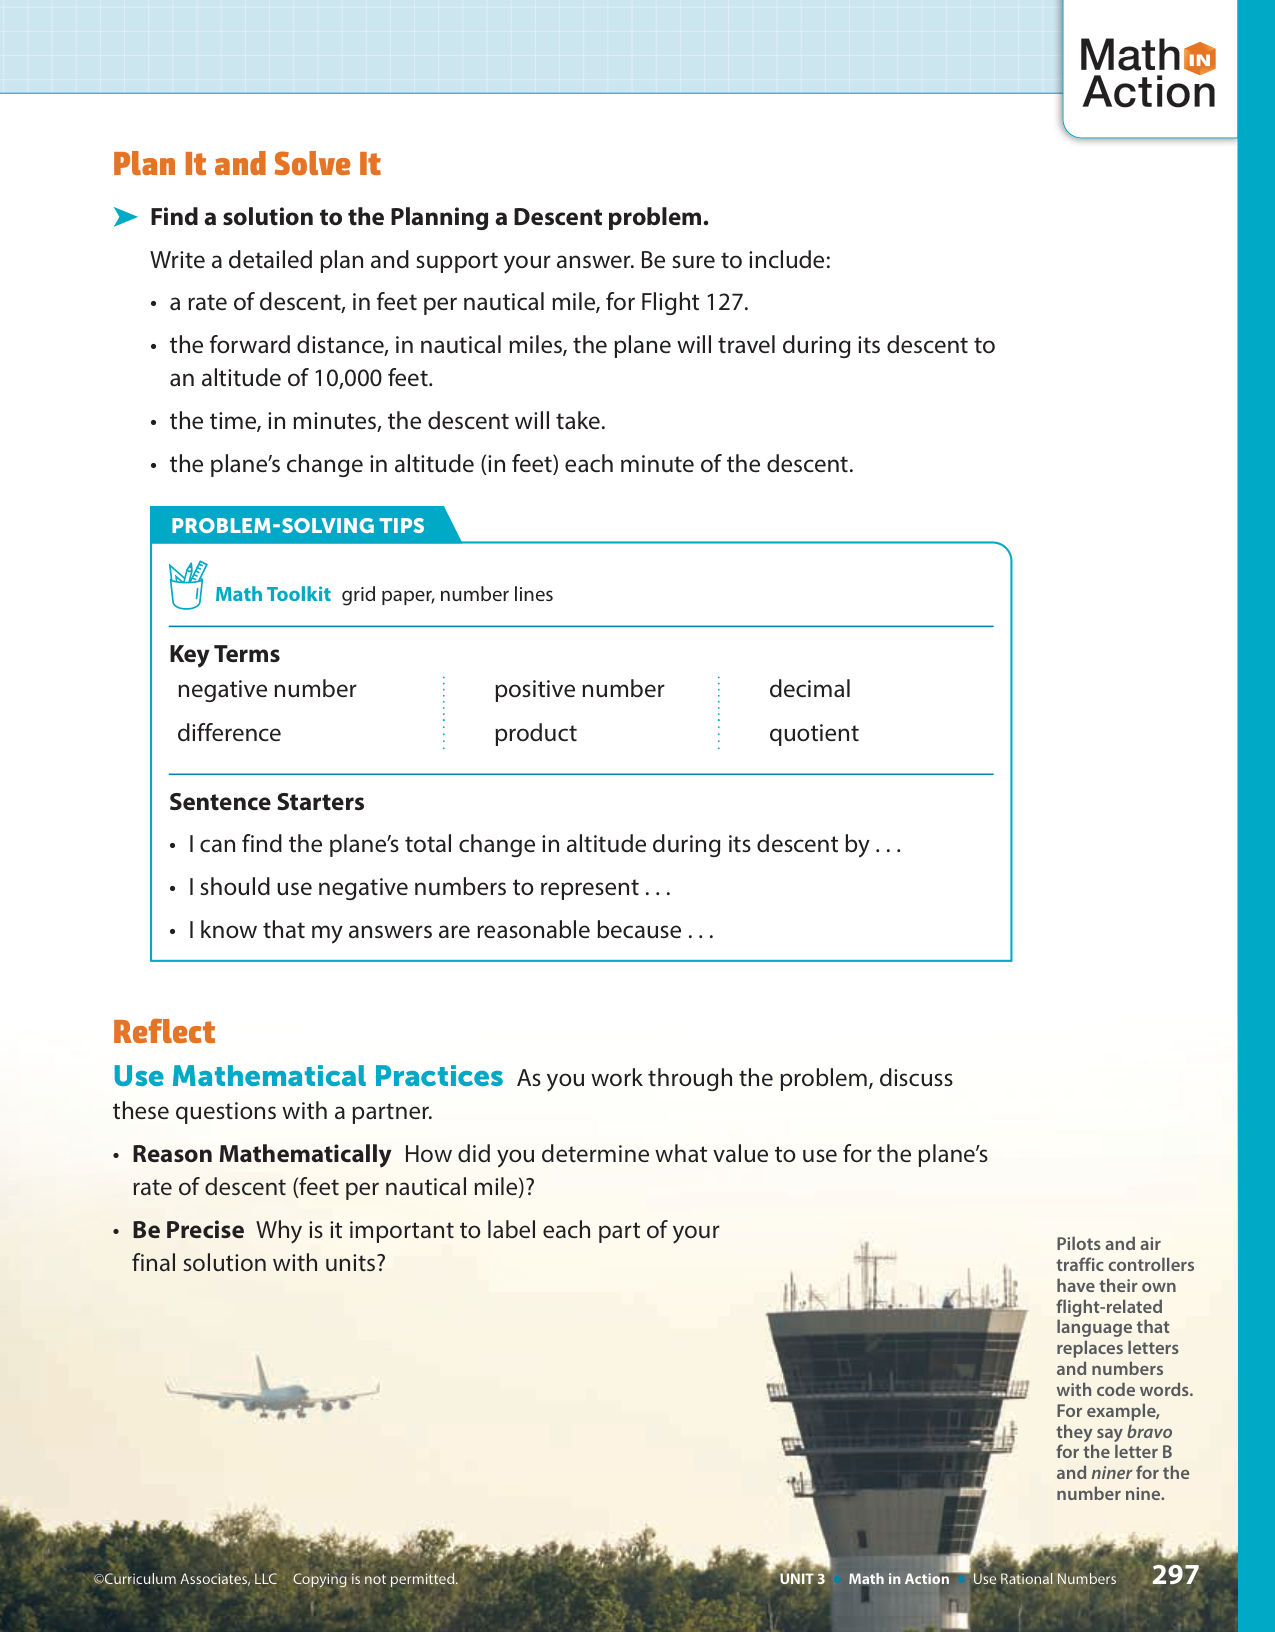 Math IN
Action
Plan It and Solve It
Find a solution to the Planning a Descent problem.
Write a detailed plan and support your answer. Be sure to include:
• a rate of descent, in feet per nautical mile, for Flight 127.
• the forward distance, in nautical miles, the plane will travel during its descent to
an altitude of 10,000 feet.
• the time, in minutes, the descent will take.
• the plane’s change in altitude (in feet) each minute of the descent.
PROBLEM-SOLVING TIPS
Math Toolkit grid paper, number lines
Key Terms
negative number positive number decimal
difference product quotient
Sentence Starters
• I can find the plane’s total change in altitude during its descent by . . .
• I should use negative numbers to represent . . .
• I know that my answers are reasonable because . . .
Reflect
Use Mathematical Practices As you work through the problem, discuss
these questions with a partner.
• Reason Mathematically How did you determine what value to use for the plane’s
rate of descent (feet per nautical mile)?
• Be Precise Why is it important to label each part of your
final solution with units?
Pilots and air
traffic controllers
have their own
flight-related
language that
replaces letters
and numbers
with code words.
For example,
they say bravo
for the letter B
and niner for the
number nine.
©Curriculum Associates, LLC Copying is not permitted.
UNIT 3 • Math in Action • Use Rational Numbers 297